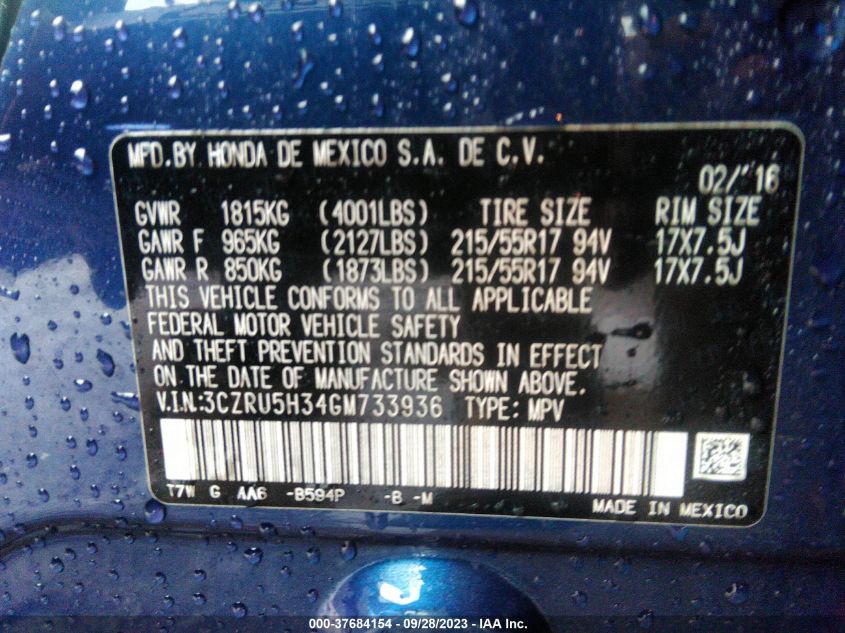 MFD.BY HONDA DE MEXICO S.A. DE C.V.
02/'16
GVWR 1815KG (4001LBS) TIRE SIZE RIM SIZE
GAWR F 965KG (2127LBS) 215/55R17 94V 17X7.5J
GAWR R 850KG (1873LBS) 215/55R17 94V 17X7.5J
THIS VEHICLE CONFORMS TO ALL APPLICABLE
FEDERAL MOTOR VEHICLE SAFETY
AND THEFT PREVENTION STANDARDS IN EFFECT
ON THE DATE OF MANUFACTURE SHOWN ABOVE.
V.I.N:3CZRU5H34GM733936 TYPE: MPV
T7W G AA6 -B594P -B -M
MADE IN MEXICO
000-37684154 - 09/28/2023 - IAA Inc.